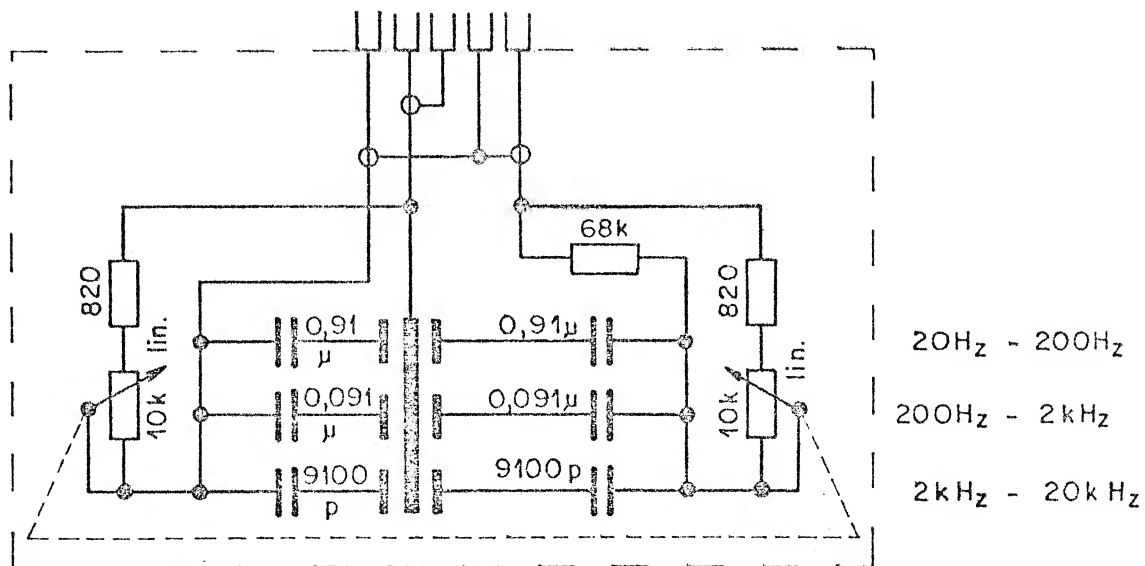 68k
820
820
lin.
lin.
10k
10k
0,91
μ
0,91μ
20Hz - 200Hz
0,091
μ
0,091μ
200Hz - 2kHz
9100
p
9100p
2kHz - 20kHz